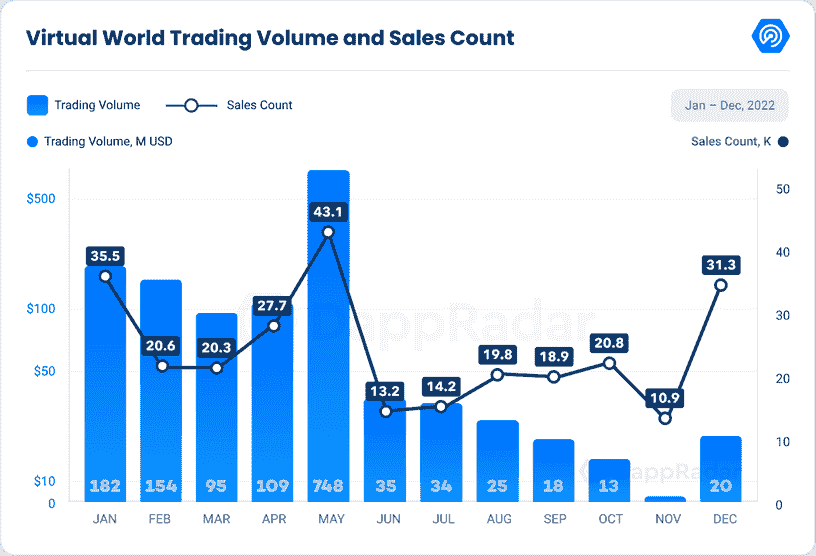 Virtual World Trading Volume and Sales Count
Trading Volume
Sales Count
Jan – Dec, 2022
Trading Volume, M USD
Sales Count, K
$500
$100
$50
$10
0
50
40
30
20
10
0
35.5
20.6
20.3
27.7
43.1
13.2
14.2
19.8
18.9
20.8
10.9
31.3
DappRadar
DappRadar
182
154
95
109
748
35
34
25
18
13
20
JAN
FEB
MAR
APR
MAY
JUN
JUL
AUG
SEP
OCT
NOV
DEC